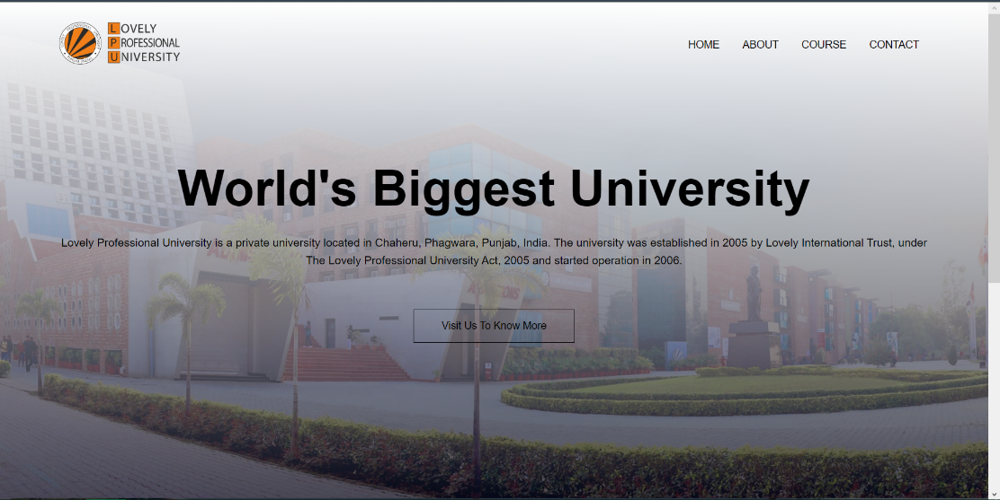 LOVELY
PROFESSIONAL
UNIVERSITY
HOME ABOUT COURSE CONTACT
World's Biggest University
Lovely Professional University is a private university located in Chaheru, Phagwara, Punjab, India. The university was established in 2005 by Lovely International Trust, under
The Lovely Professional University Act, 2005 and started operation in 2006.
Visit Us To Know More